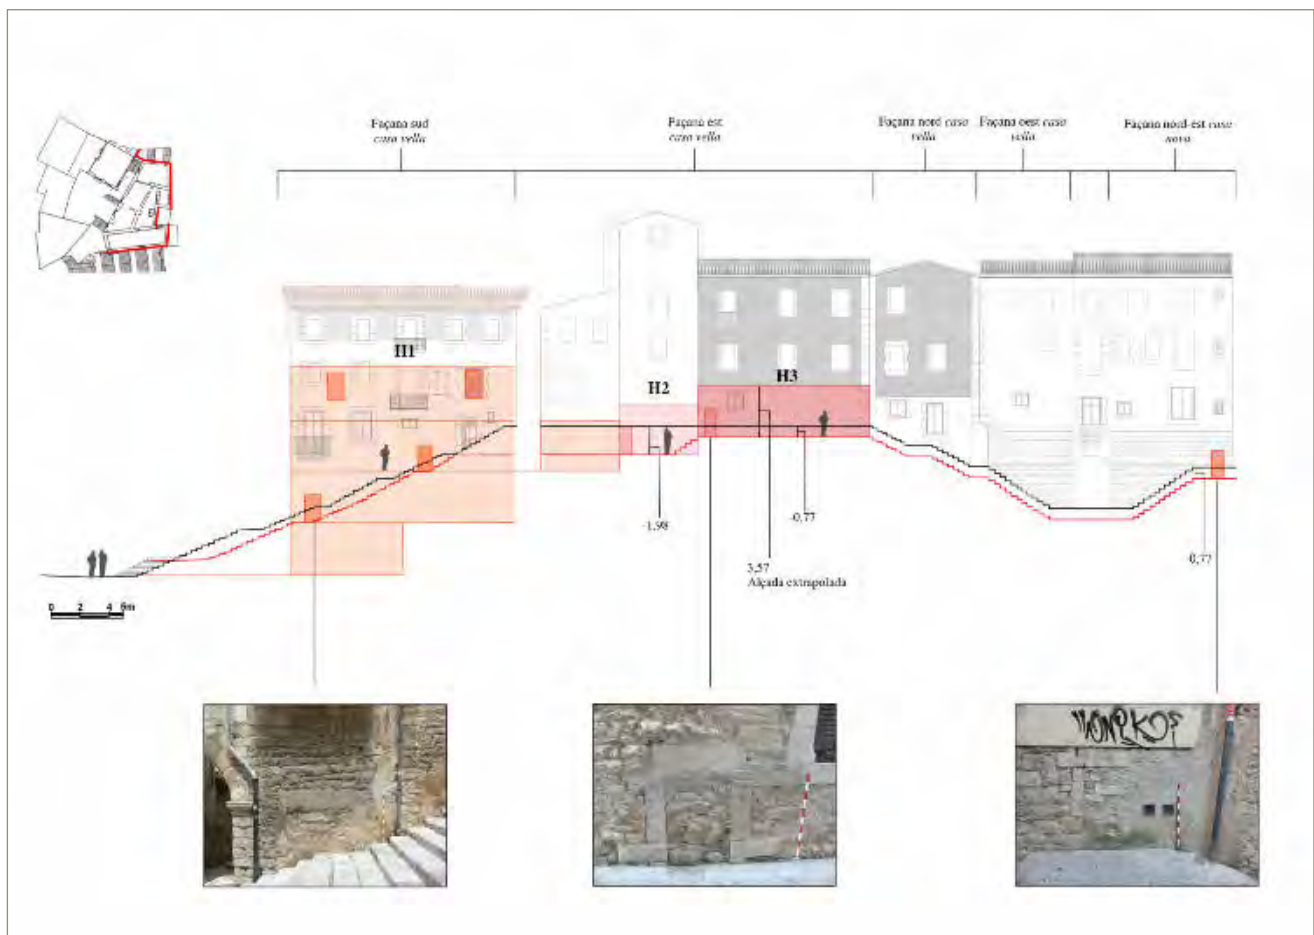 Façana sud
casa vella
Façana est
casa vella
Façana nord casa
vella
Façana oest casa
vella
Façana nord-est casa
nova
H1
H2
H3
-1,98
-0,77
3,57
Alçada extrapolada
-0,77
0 2 4 6m